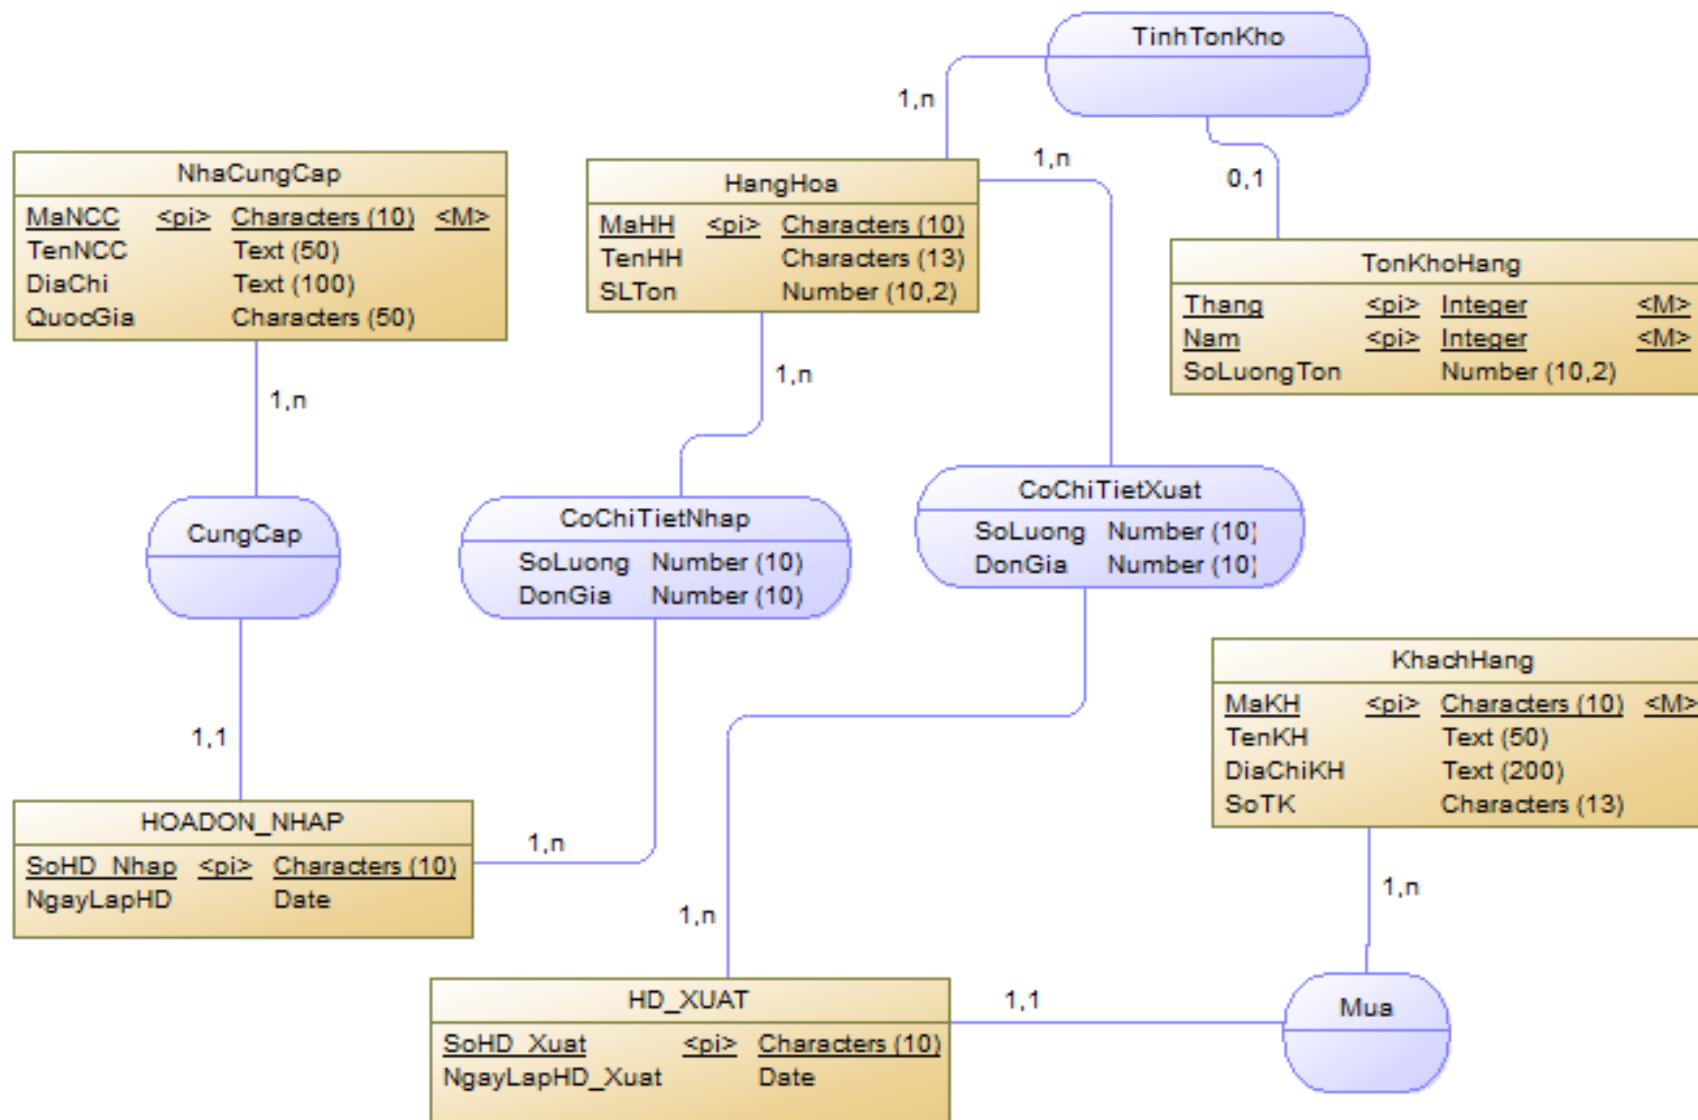 TinhTonKho
1,n
1,n
0,1
NhaCungCap
MaNCC <pi> Characters (10) <M>
TenNCC Text (50)
DiaChi Text (100)
QuocGia Characters (50)
HangHoa
MaHH <pi> Characters (10)
TenHH Characters (13)
SLTon Number (10,2)
TonKhoHang
Thang <pi> Integer <M>
Nam <pi> Integer <M>
SoLuongTon Number (10,2)
1,n
1,n
CungCap
CoChiTietNhap
SoLuong Number (10)
DonGia Number (10)
CoChiTietXuat
SoLuong Number (10)
DonGia Number (10)
1,1
KhachHang
MaKH <pi> Characters (10) <M>
TenKH Text (50)
DiaChiKH Text (200)
SoTK Characters (13)
HOADON_NHAP
SoHD_Nhap <pi> Characters (10)
NgayLapHD Date
1,n
1,n
1,n
HD_XUAT
SoHD_Xuat <pi> Characters (10)
NgayLapHD_Xuat Date
1,1
Mua